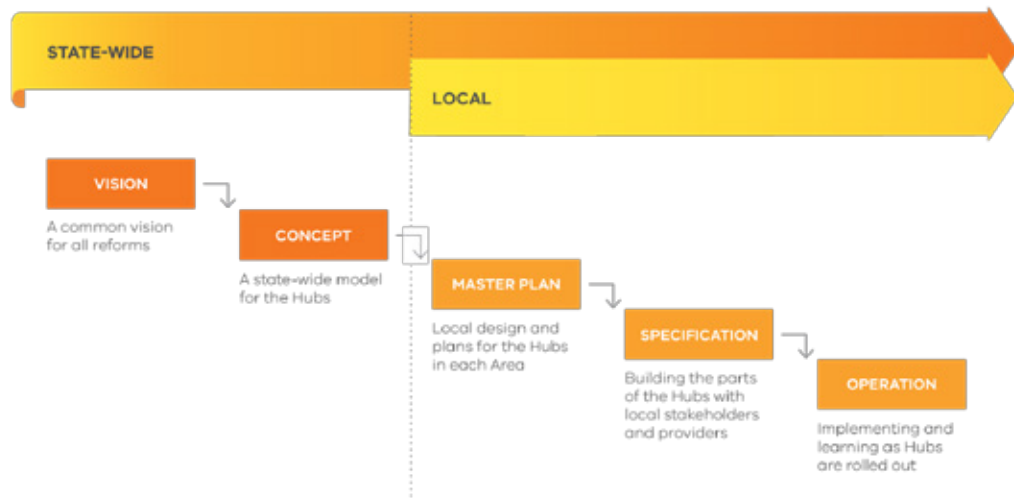 STATE-WIDE
LOCAL
VISION
A common vision
for all reforms
CONCEPT
A state-wide model
for the Hubs
MASTER PLAN
Local design and
plans for the Hubs
in each Area
SPECIFICATION
Building the parts
of the Hubs with
local stakeholders
and providers
OPERATION
Implementing and
learning as Hubs
are rolled out